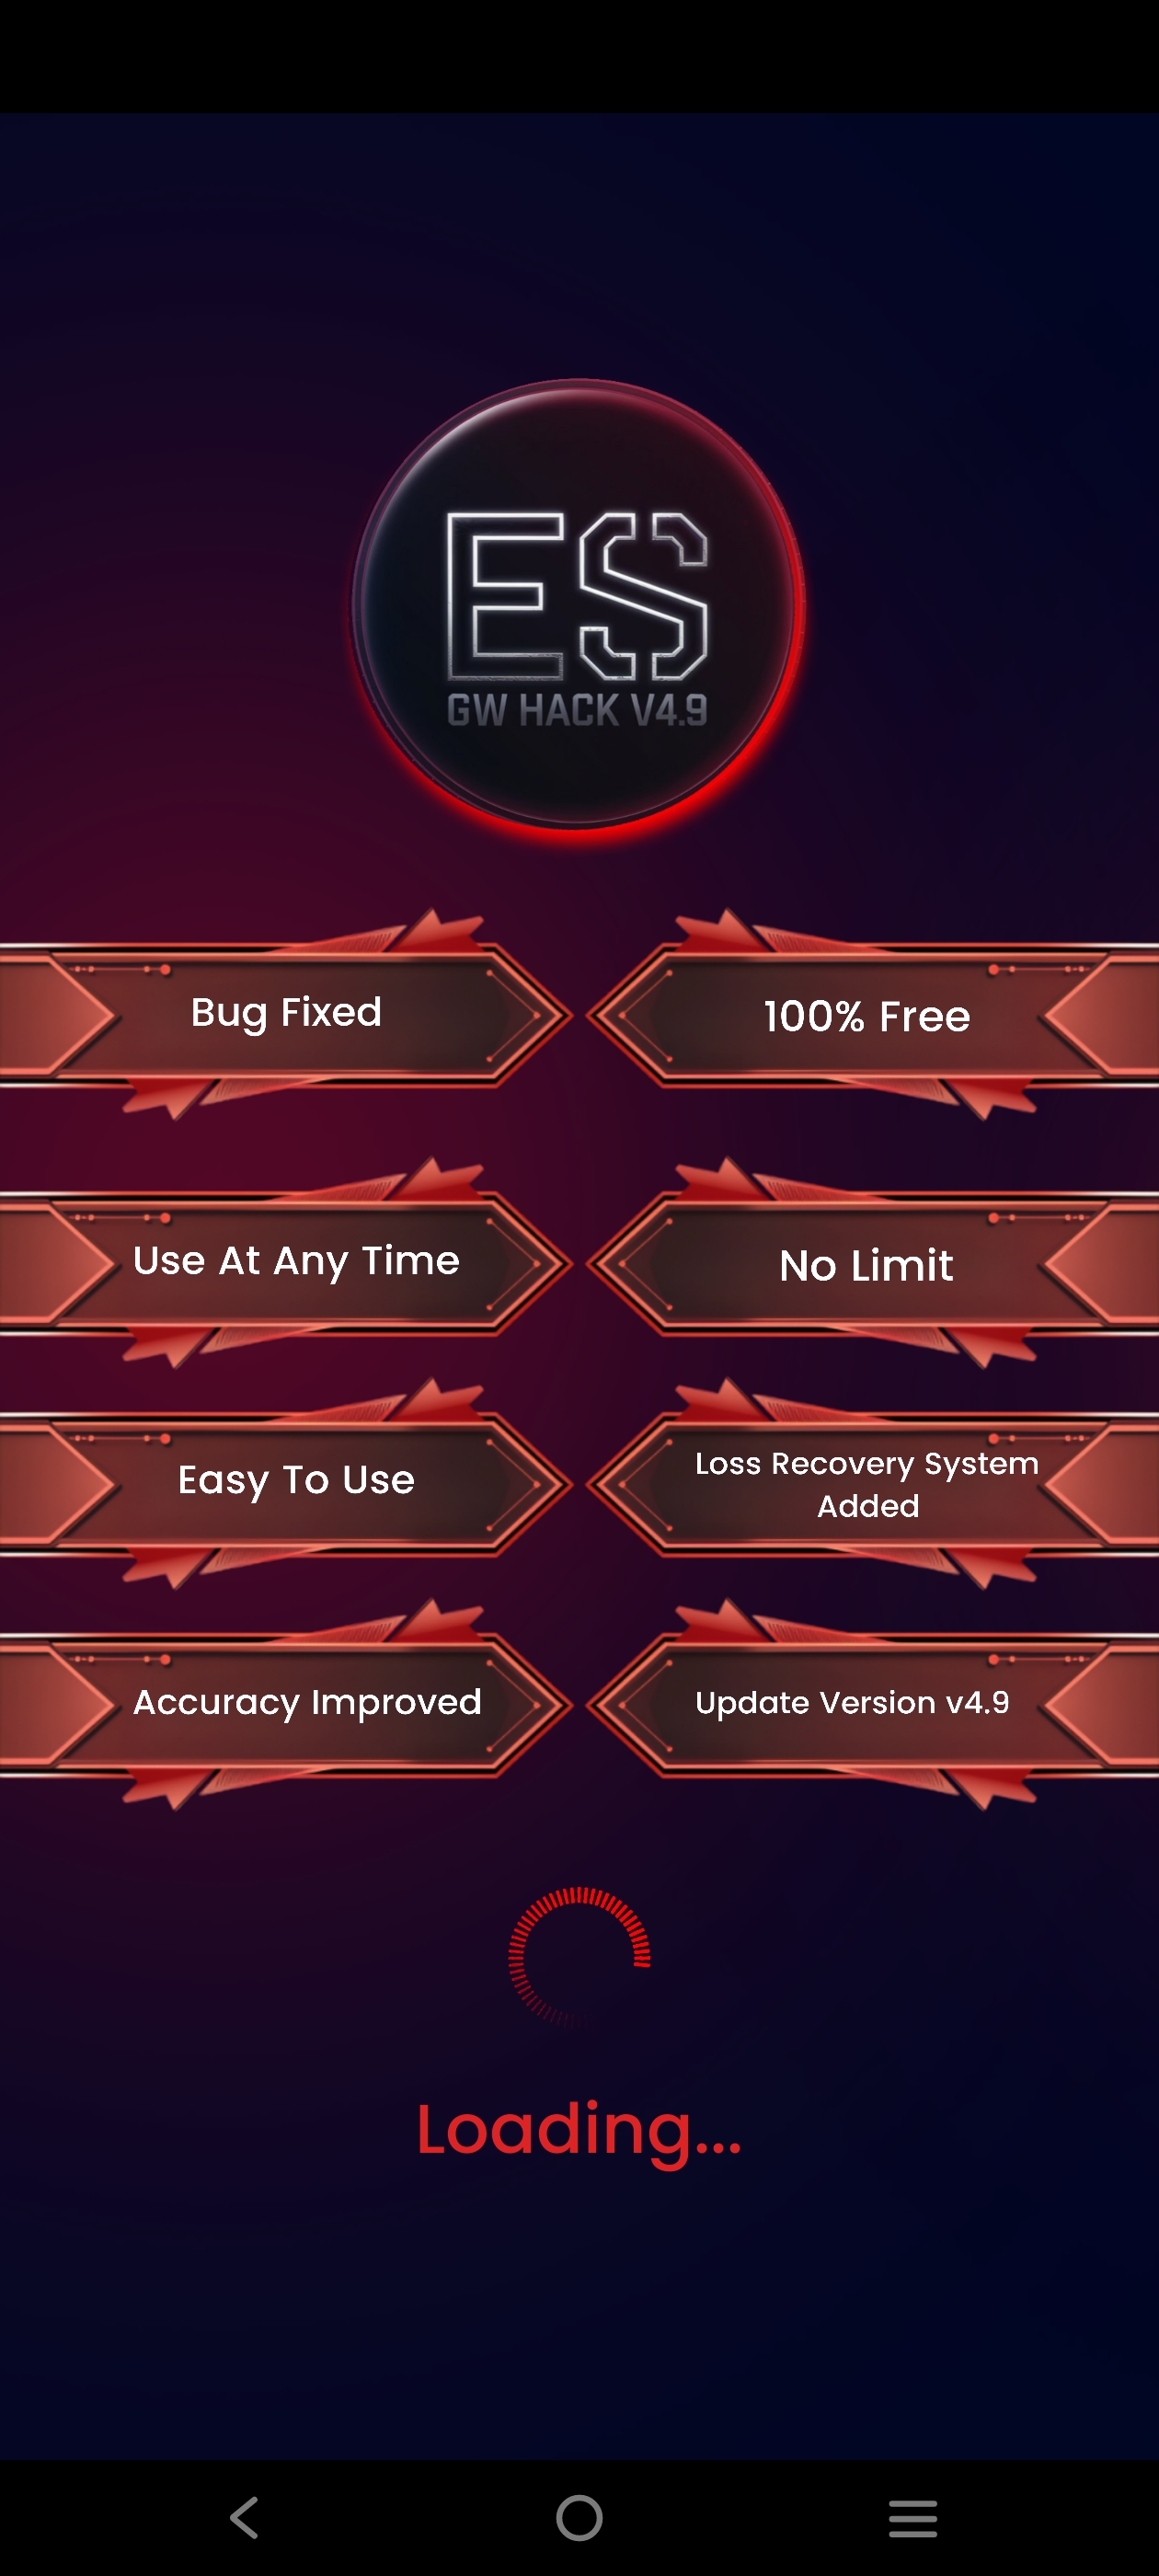 ES
GW HACK V4.9
Bug Fixed
100% Free
Use At Any Time
No Limit
Easy To Use
Loss Recovery System
Added
Accuracy Improved
Update Version v4.9
Loading...